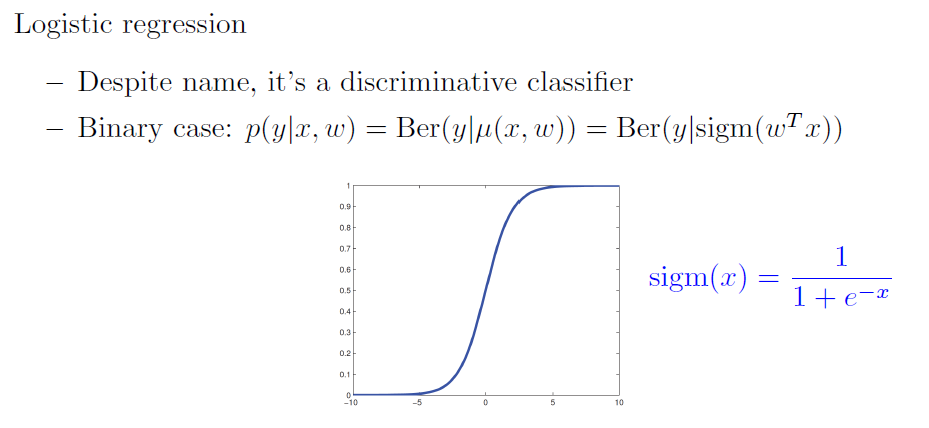 Logistic regression
– Despite name, it's a discriminative classifier
– Binary case: p(y|x, w) = Ber(y|μ(x, w)) = Ber(y|sigm(wᵀx))
1
0.9
0.8
0.7
0.6
0.5
0.4
0.3
0.2
0.1
0
−10 −5 0 5 10
sigm(x) = 1 / (1 + e⁻ˣ)